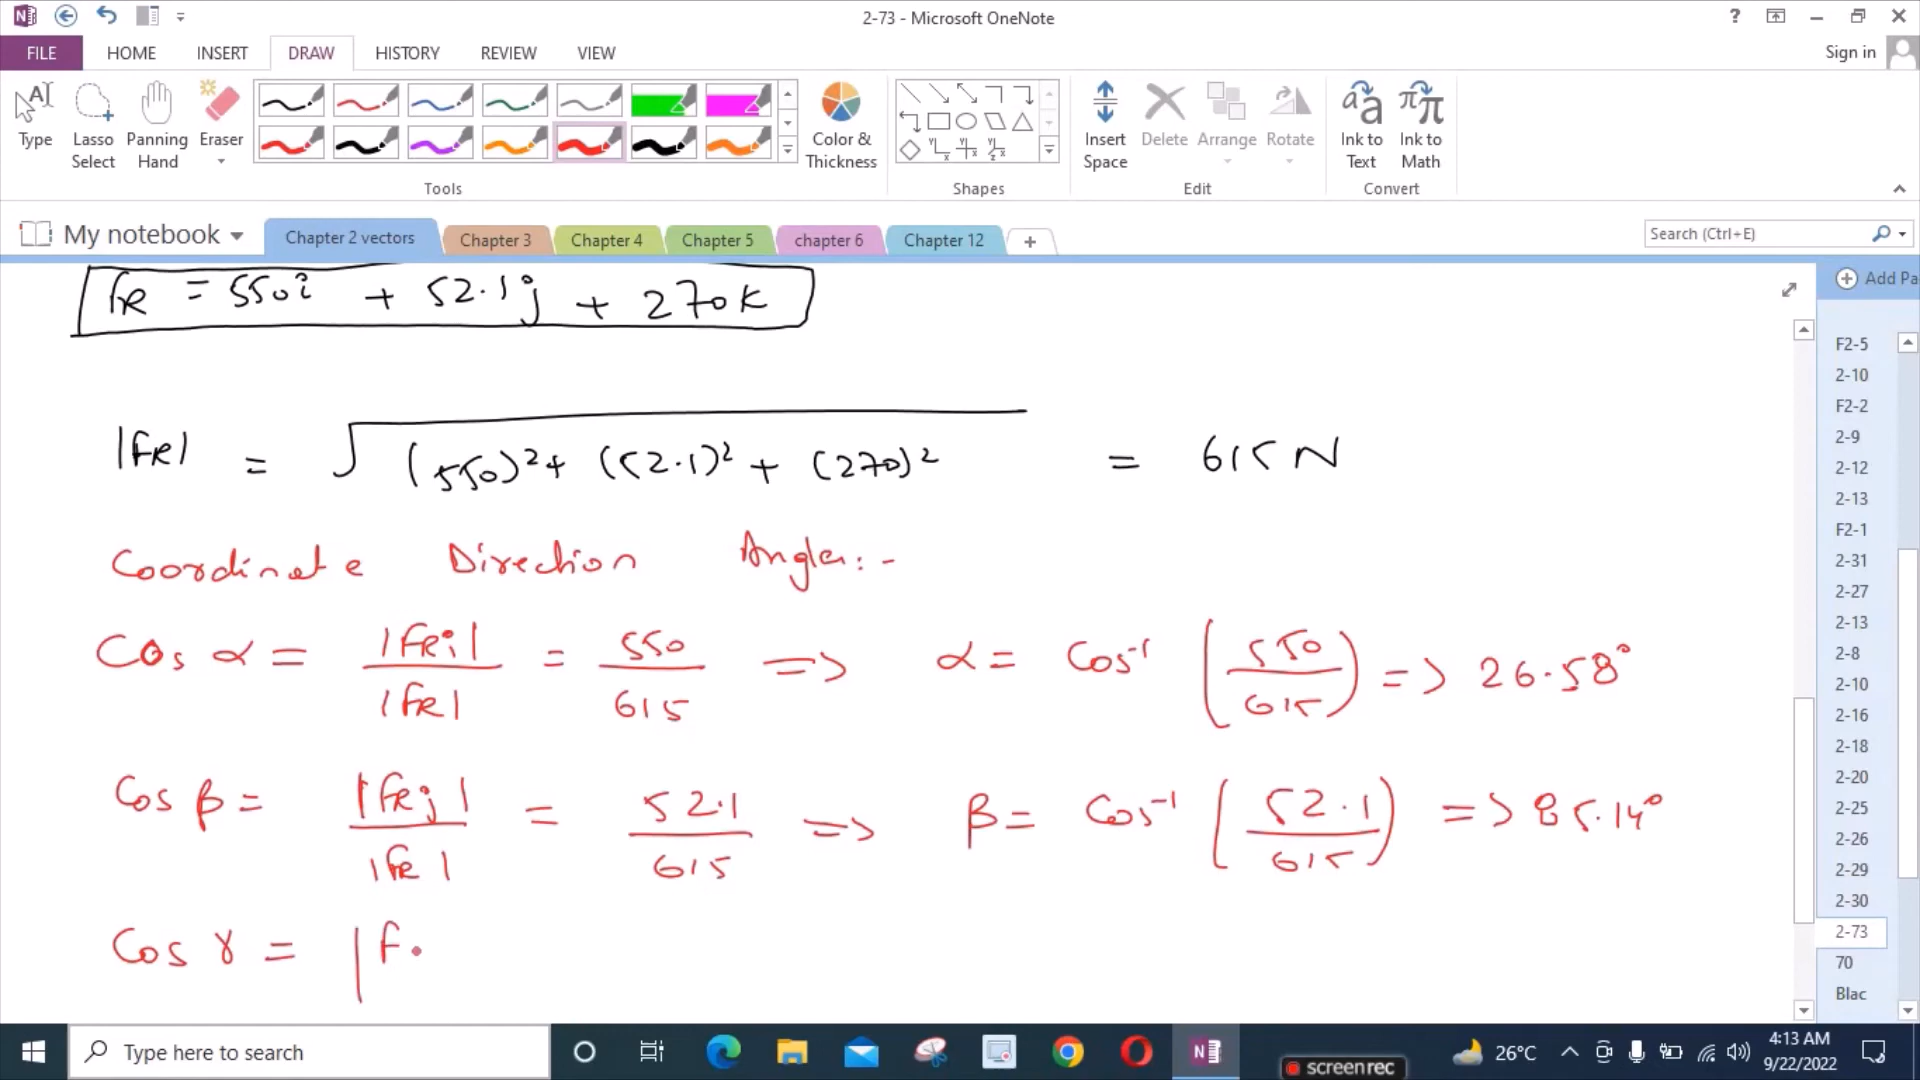 2-73 - Microsoft OneNote
?
Sign in
FILE HOME INSERT DRAW HISTORY REVIEW VIEW
Type
Lasso Select
Panning Hand
Eraser
Color & Thickness
Insert Space
Delete
Arrange
Rotate
Ink to Text
Ink to Math
Tools Shapes Edit Convert
My notebook
Chapter 2 vectors Chapter 3 Chapter 4 Chapter 5 chapter 6 Chapter 12 +
Search (Ctrl+E)
Add Pa
FR = 550i + 52.1j + 270k
|FR| = √(550)² + (52.1)² + (270)² = 615 N
Coordinate Direction Angles:-
Cos α = |FRi| / |FR| = 550 / 615 => α = Cos⁻¹ (550 / 615) => 26.58°
Cos β = |FRj| / |FR| = 52.1 / 615 => β = Cos⁻¹ (52.1 / 615) => 85.14°
Cos γ = |F
F2-5
2-10
F2-2
2-9
2-12
2-13
F2-1
2-31
2-27
2-13
2-8
2-10
2-16
2-18
2-20
2-25
2-26
2-29
2-30
2-73
70
Blac
Type here to search
screenrec
26°C
4:13 AM
9/22/2022